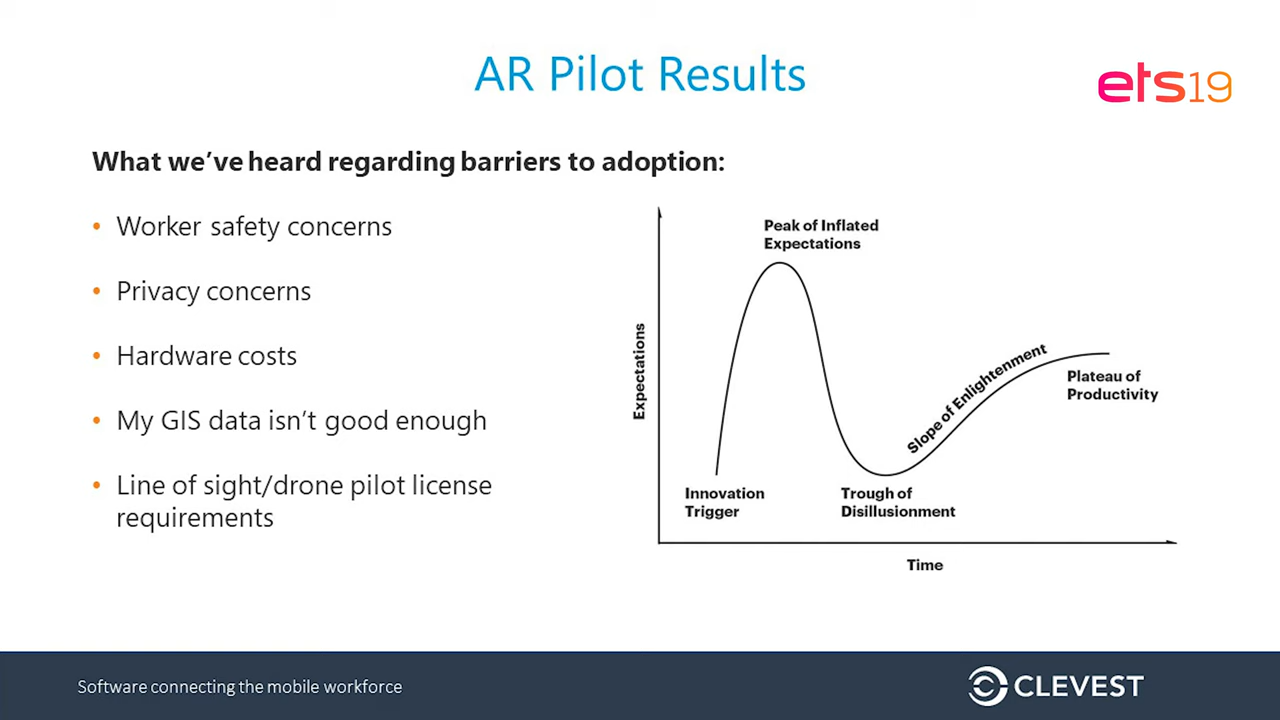 AR Pilot Results
ets19
What we've heard regarding barriers to adoption:
• Worker safety concerns
• Privacy concerns
• Hardware costs
• My GIS data isn't good enough
• Line of sight/drone pilot license
requirements
Peak of Inflated
Expectations
Expectations
Slope of Enlightenment
Plateau of
Productivity
Innovation
Trigger
Trough of
Disillusionment
Time
Software connecting the mobile workforce
CLEVEST